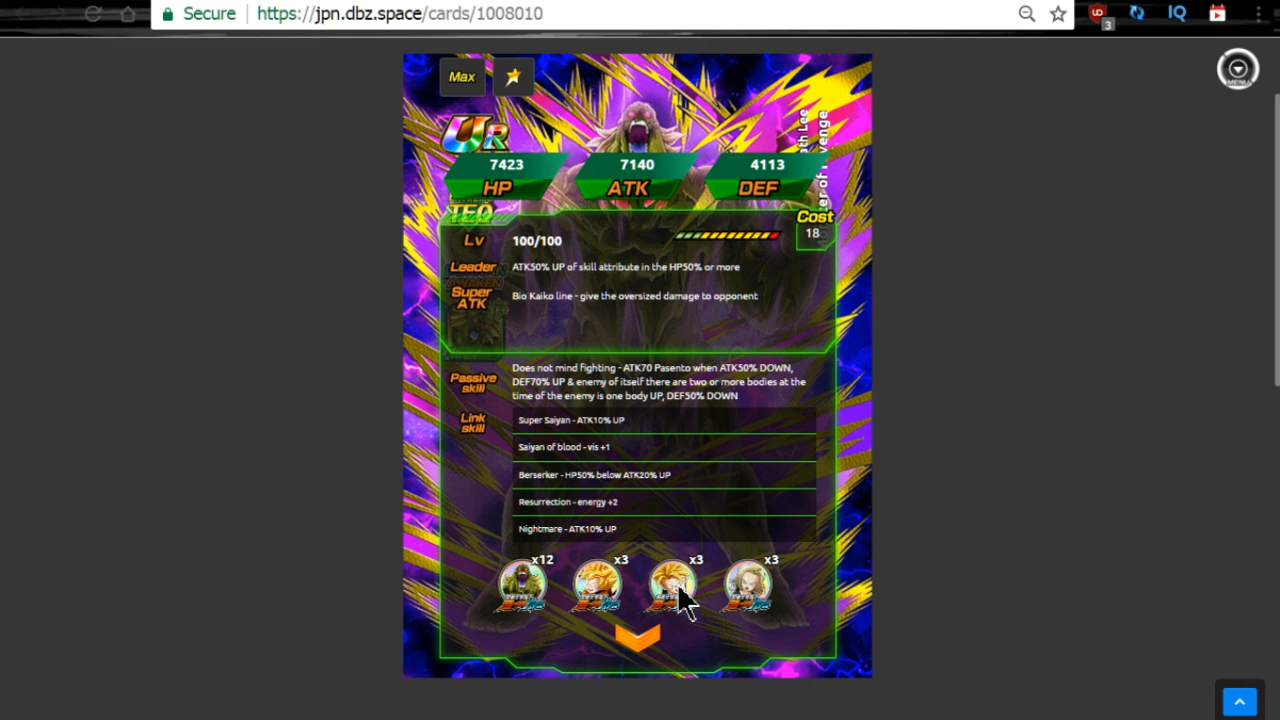 Secure https://jpn.dbz.space/cards/1008010
3
IQ
Max
UR
MENU
7423 7140 4113
HP ATK DEF
TEQ
Cost
18
Lv 100/100
Leader ATK50% UP of skill attribute in the HP50% or more
Super ATK Bio Kaiko line - give the oversized damage to opponent
Passive skill Does not mind fighting - ATK70 Pasento when ATK50% DOWN,
DEF70% UP & enemy of itself there are two or more bodies at the
time of the enemy is one body UP, DEF50% DOWN
Link skill Super Saiyan - ATK10% UP
Saiyan of blood - vis +1
Berserker - HP50% below ATK20% UP
Resurrection - energy +2
Nightmare - ATK10% UP
x12 x3 x3 x3